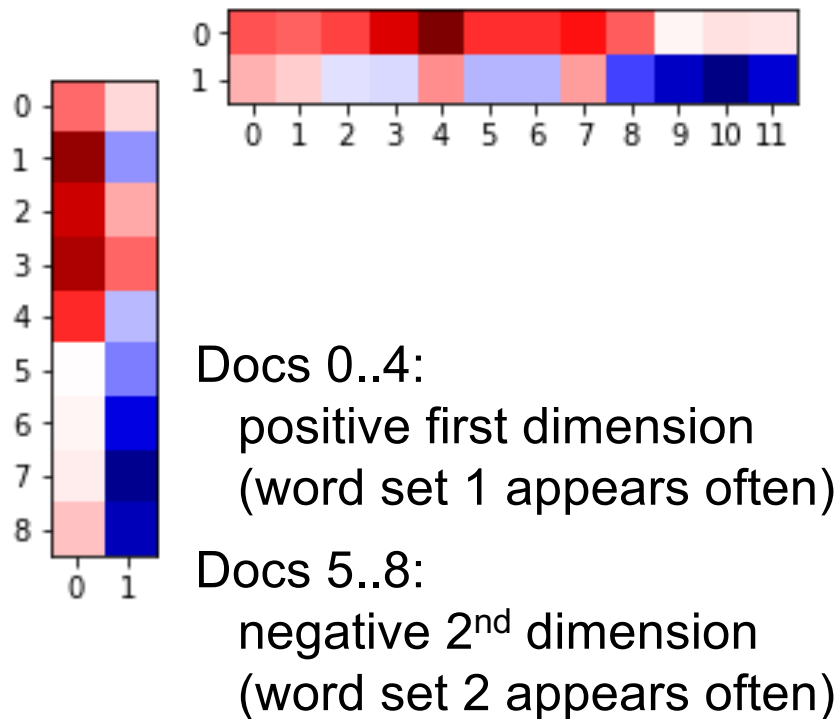 0
1
0 1 2 3 4 5 6 7 8 9 10 11
0
1
2
3
4
5
6
7
8
0 1
Docs 0..4:
positive first dimension
(word set 1 appears often)
Docs 5..8:
negative 2nd dimension
(word set 2 appears often)